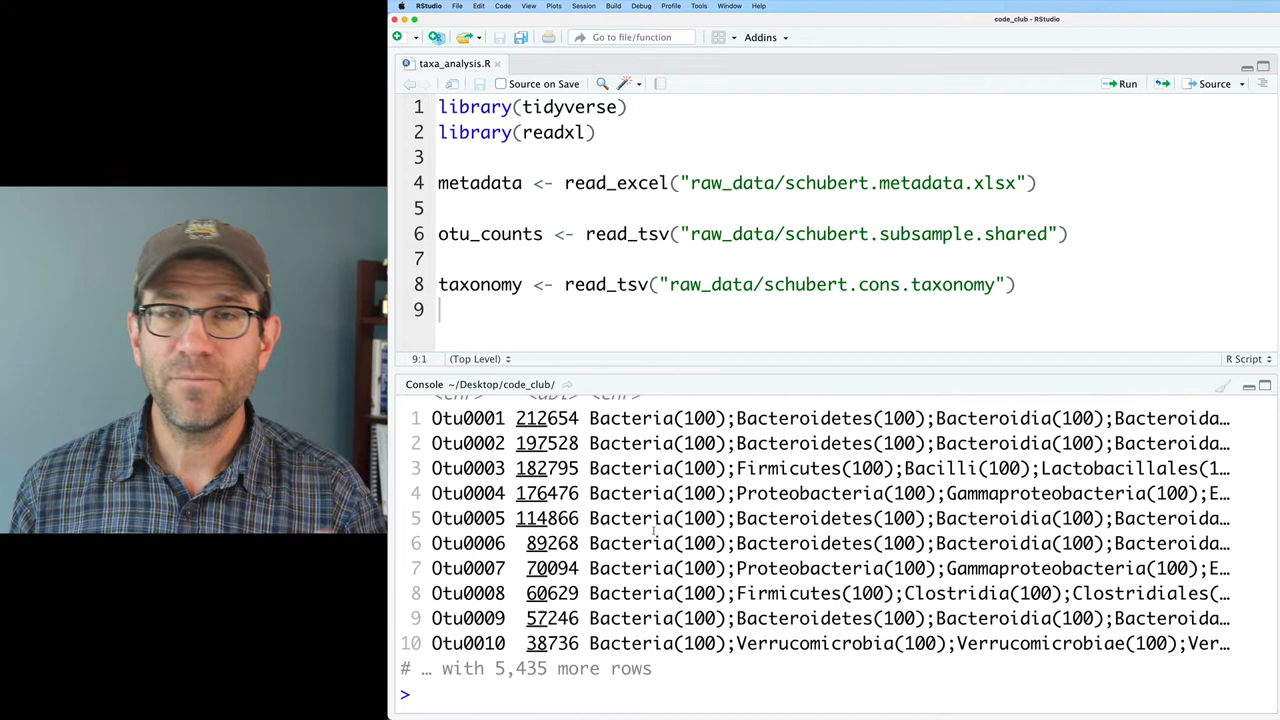 RStudio File Edit Code View Plots Session Build Debug Profile Tools Window Help
code_club - RStudio
Go to file/function Addins
taxa_analysis.R
Source on Save Run Source
1 library(tidyverse)
2 library(readxl)
3
4 metadata <- read_excel("raw_data/schubert.metadata.xlsx")
5
6 otu_counts <- read_tsv("raw_data/schubert.subsample.shared")
7
8 taxonomy <- read_tsv("raw_data/schubert.cons.taxonomy")
9
9:1 (Top Level) R Script
Console ~/Desktop/code_club/
<chr> <dbl> <chr>
1 Otu0001 212654 Bacteria(100);Bacteroidetes(100);Bacteroidia(100);Bacteroida…
2 Otu0002 197528 Bacteria(100);Bacteroidetes(100);Bacteroidia(100);Bacteroida…
3 Otu0003 182795 Bacteria(100);Firmicutes(100);Bacilli(100);Lactobacillales(1…
4 Otu0004 176476 Bacteria(100);Proteobacteria(100);Gammaproteobacteria(100);E…
5 Otu0005 114866 Bacteria(100);Bacteroidetes(100);Bacteroidia(100);Bacteroida…
6 Otu0006 89268 Bacteria(100);Bacteroidetes(100);Bacteroidia(100);Bacteroida…
7 Otu0007 70094 Bacteria(100);Proteobacteria(100);Gammaproteobacteria(100);E…
8 Otu0008 60629 Bacteria(100);Firmicutes(100);Clostridia(100);Clostridiales(…
9 Otu0009 57246 Bacteria(100);Bacteroidetes(100);Bacteroidia(100);Bacteroida…
10 Otu0010 38736 Bacteria(100);Verrucomicrobia(100);Verrucomicrobiae(100);Ver…
# … with 5,435 more rows
>